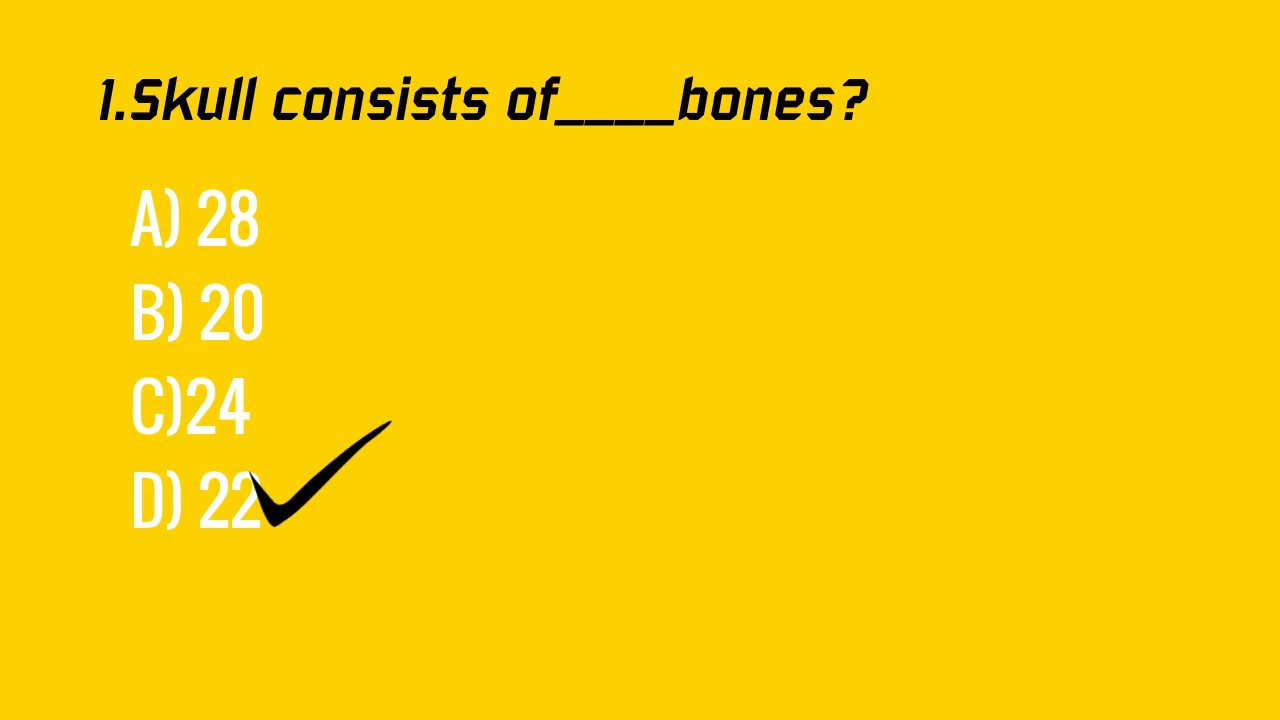 1.Skull consists of____bones?
A) 28
B) 20
C)24
D) 22